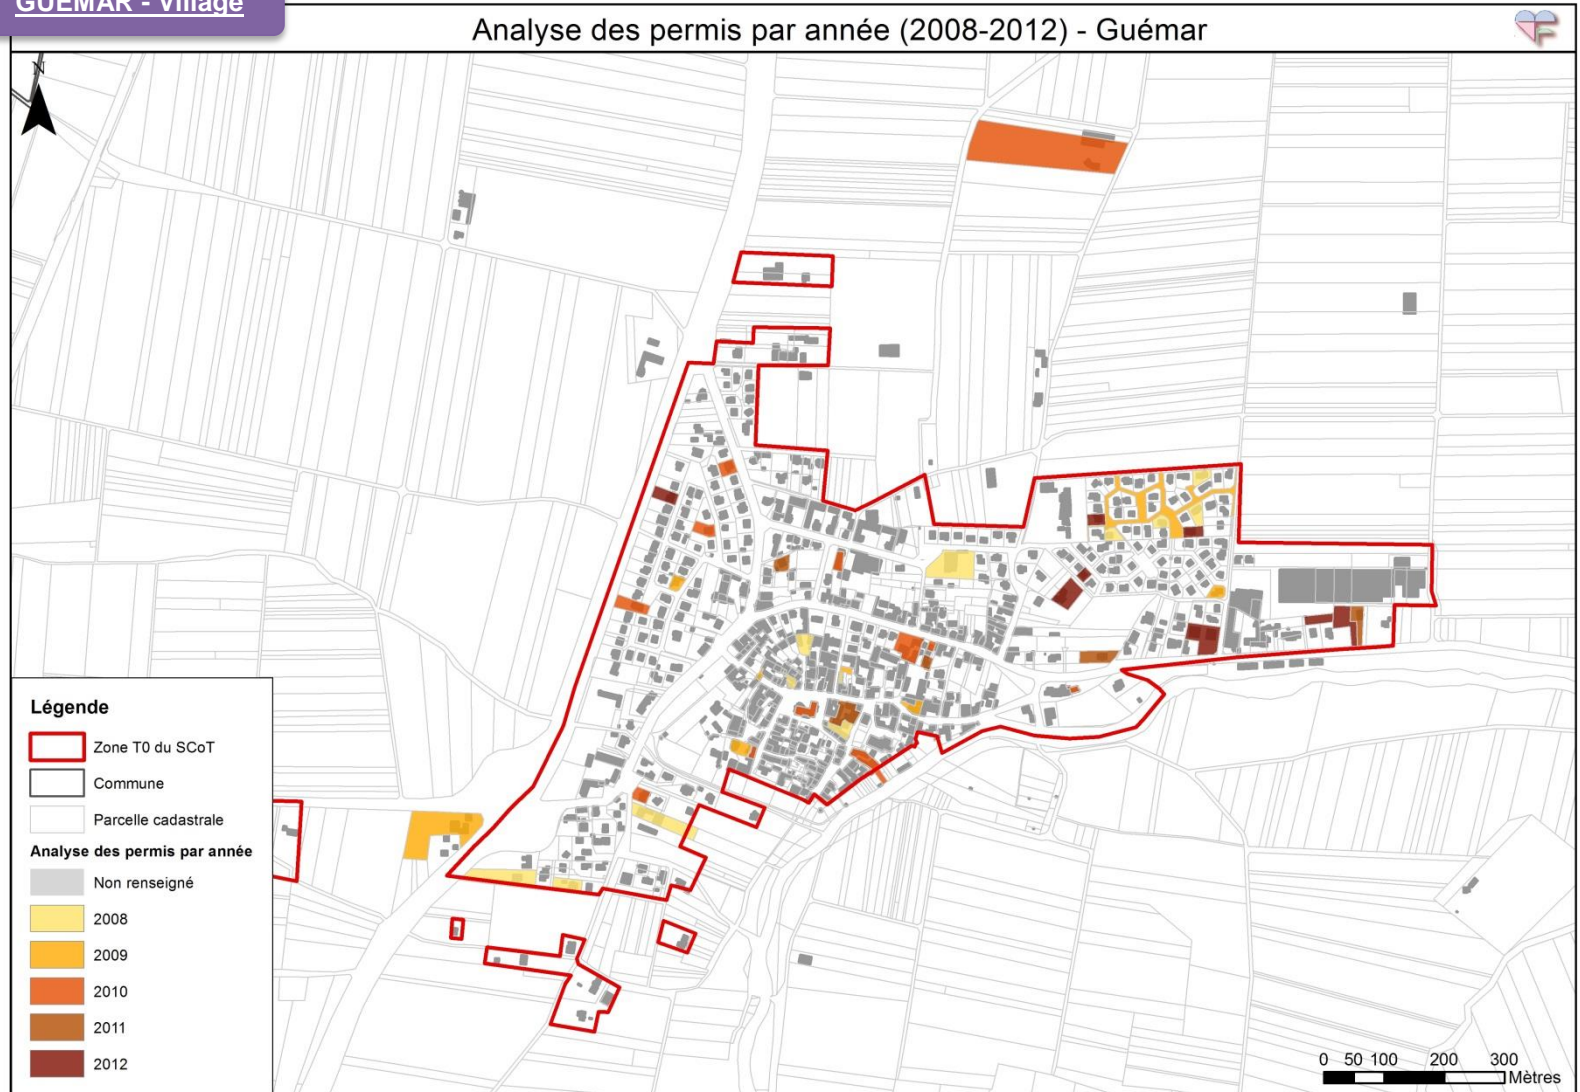 GUEMAR - Village
Analyse des permis par année (2008-2012) - Guémar
N
Légende
Zone T0 du SCoT
Commune
Parcelle cadastrale
Analyse des permis par année
Non renseigné
2008
2009
2010
2011
2012
0 50 100 200 300
Mètres